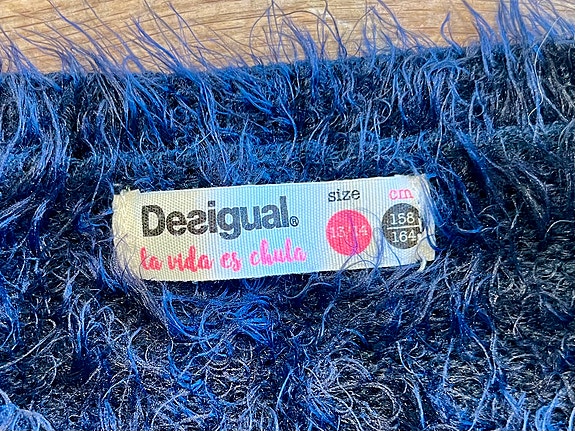 Desigual®
la vida es chula
size
13/14
cm
158
164